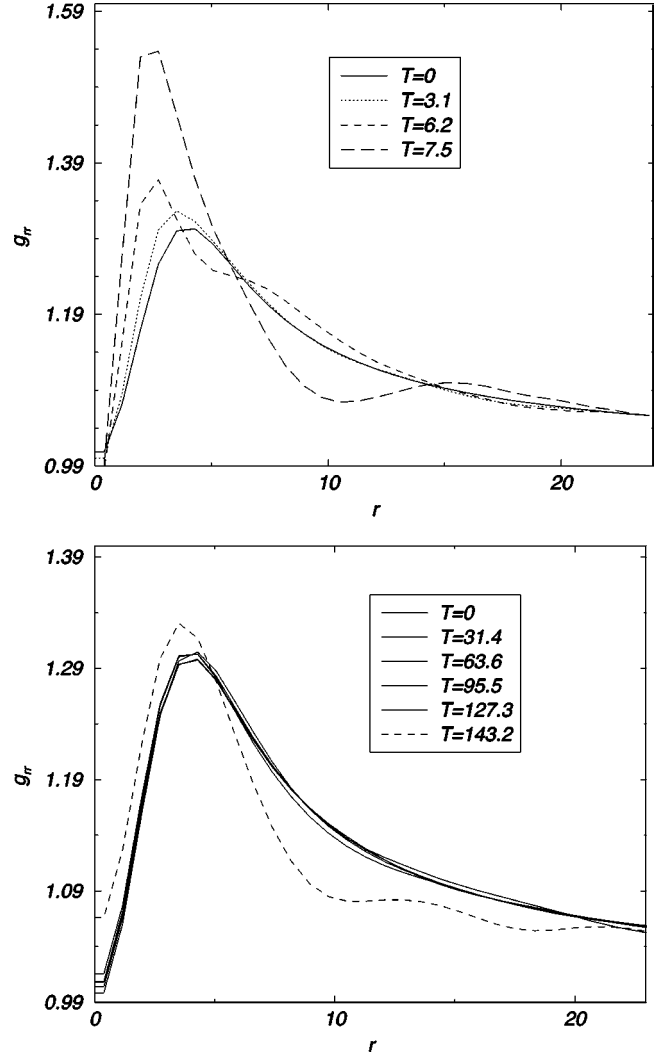 1.59
T=0
T=3.1
T=6.2
T=7.5
1.39
g_rr
1.19
0.99
0 10 20
r
1.39
T=0
T=31.4
T=63.6
T=95.5
T=127.3
T=143.2
1.29
g_rr
1.19
1.09
0.99
0 10 20
r